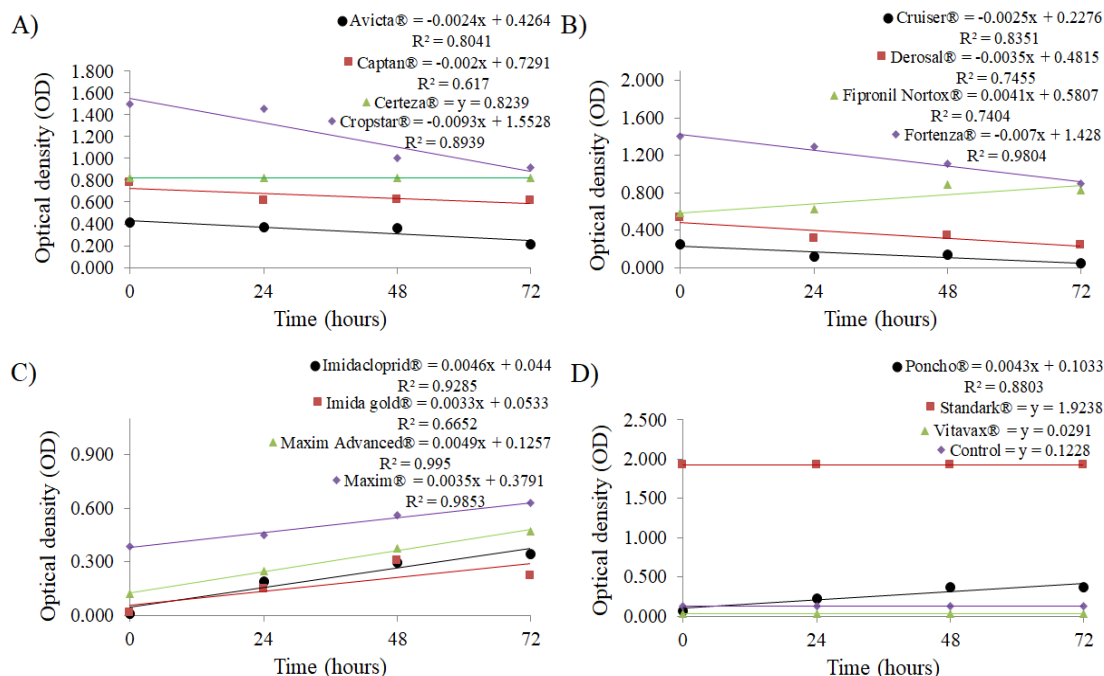 A)
Avicta® = -0.0024x + 0.4264
R² = 0.8041
Captan® = -0.002x + 0.7291
R² = 0.617
Certeza® = y = 0.8239
Cropstar® = -0.0093x + 1.5528
R² = 0.8939
Optical density (OD)
1.800
1.600
1.400
1.200
1.000
0.800
0.600
0.400
0.200
0.000
0 24 48 72
Time (hours)
B)
Cruiser® = -0.0025x + 0.2276
R² = 0.8351
Derosal® = -0.0035x + 0.4815
R² = 0.7455
Fipronil Nortox® = 0.0041x + 0.5807
R² = 0.7404
Fortenza® = -0.007x + 1.428
R² = 0.9804
Optical density (OD)
2.000
1.600
1.200
0.800
0.400
0.000
0 24 48 72
Time (hours)
C)
Imidacloprid® = 0.0046x + 0.044
R² = 0.9285
Imida gold® = 0.0033x + 0.0533
R² = 0.6652
Maxim Advanced® = 0.0049x + 0.1257
R² = 0.995
Maxim® = 0.0035x + 0.3791
R² = 0.9853
Optical density (OD)
0.900
0.600
0.300
0.000
0 24 48 72
Time (hours)
D)
Poncho® = 0.0043x + 0.1033
R² = 0.8803
Standark® = y = 1.9238
Vitavax® = y = 0.0291
Control = y = 0.1228
Optical density (OD)
2.500
2.000
1.500
1.000
0.500
0.000
0 24 48 72
Time (hours)